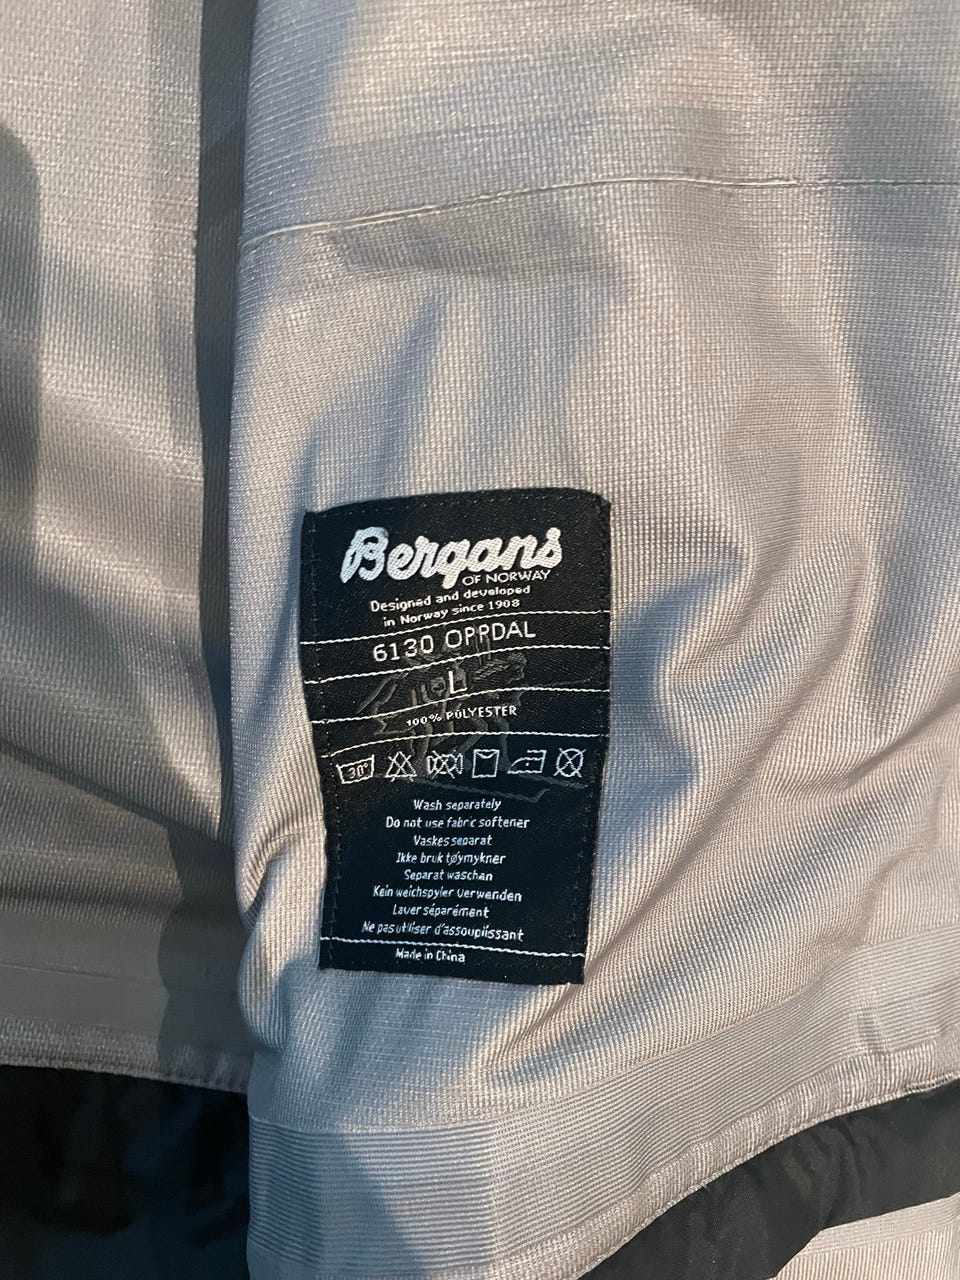 Bergans
OF NORWAY
Designed and developed
in Norway since 1908
6130 OPPDAL
L
100% POLYESTER
30°
Wash separately
Do not use fabric softener
Vaskes separat
Ikke bruk tøymykner
Separat waschan
Kein weichspyler verwenden
Laver séparément
Ne pas utiliser d'assouplissant
Made in China